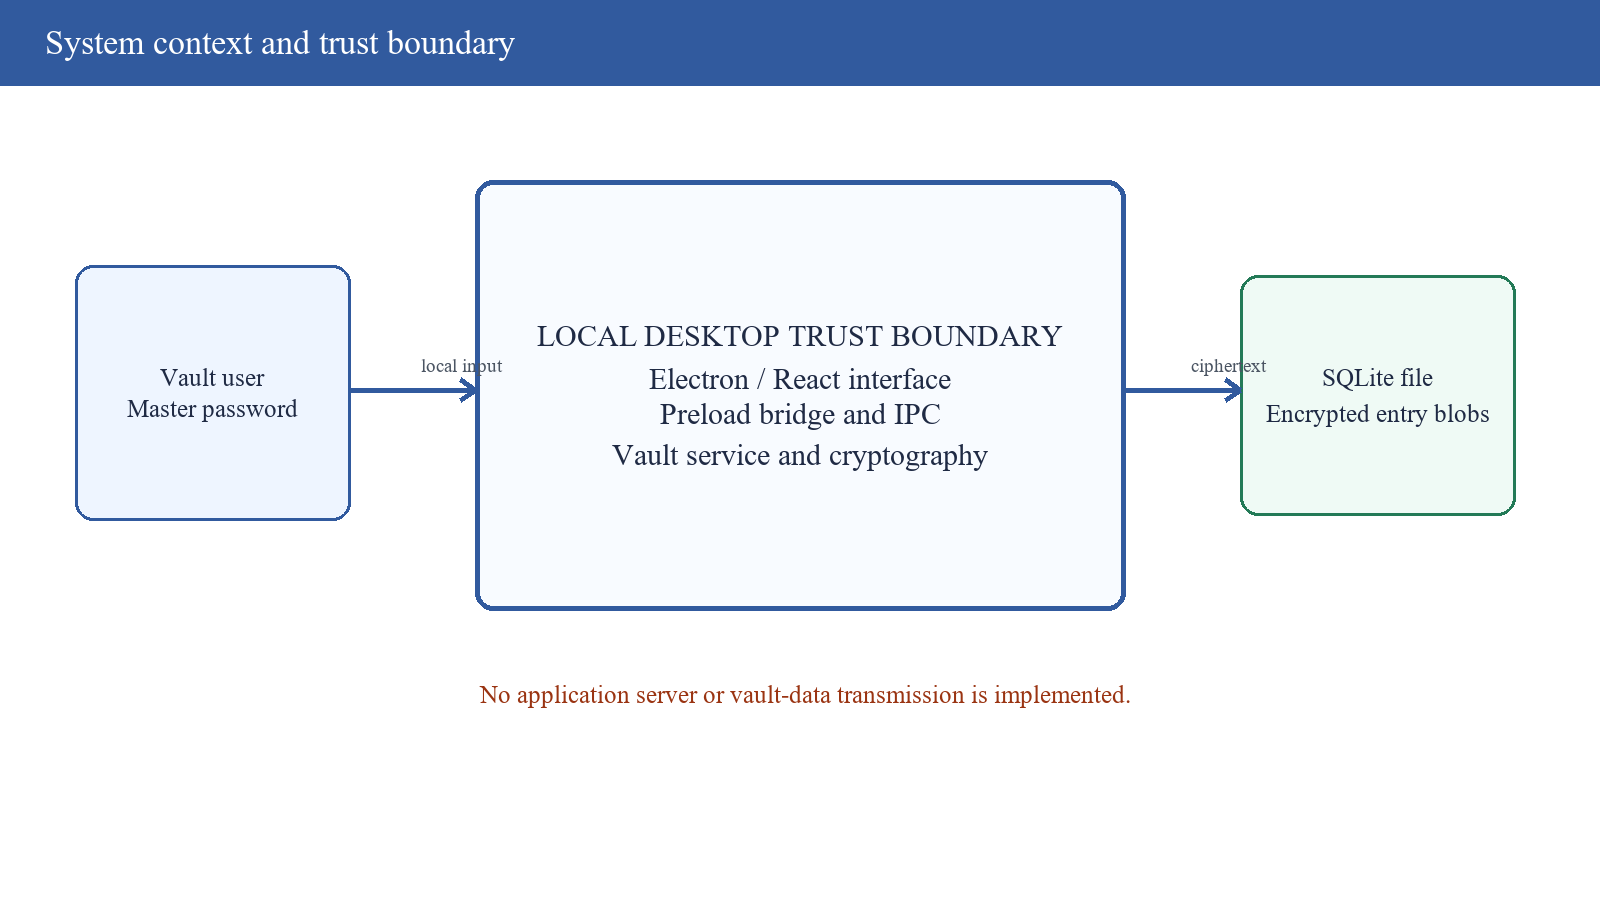 System context and trust boundary
Vault user
Master password
local input
LOCAL DESKTOP TRUST BOUNDARY
Electron / React interface
Preload bridge and IPC
Vault service and cryptography
ciphertext
SQLite file
Encrypted entry blobs
No application server or vault-data transmission is implemented.